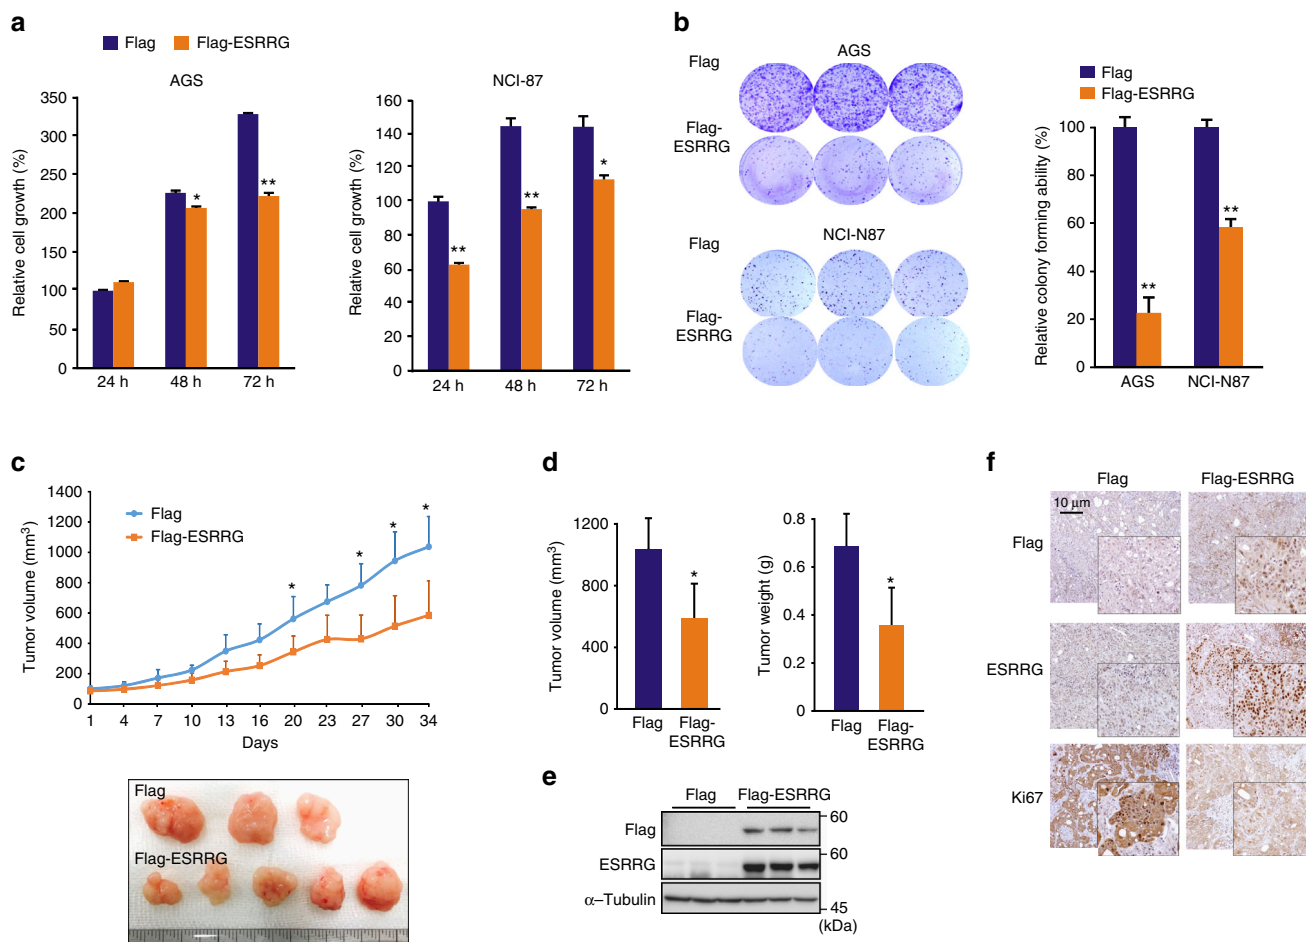 a
Flag Flag-ESRRG
AGS
Relative cell growth (%)
350
300
250
200
150
100
50
0
24 h 48 h 72 h
NCI-87
Relative cell growth (%)
160
140
120
100
80
60
40
20
0
24 h 48 h 72 h
* ** ** ** *
b
AGS
Flag
Flag-
ESRRG
NCI-N87
Flag
Flag-
ESRRG
Flag
Flag-ESRRG
Relative colony forming ability (%)
100
80
60
40
20
0
** **
AGS NCI-N87
c
Tumor volume (mm³)
1400
1200
1000
800
600
400
200
0
Flag
Flag-ESRRG
* * * *
1 4 7 10 13 16 20 23 27 30 34
Days
Flag
Flag-ESRRG
d
Tumor volume (mm³)
1200
800
400
0
*
Flag Flag-
ESRRG
Tumor weight (g)
0.8
0.6
0.4
0.2
0
*
Flag Flag-
ESRRG
e
Flag Flag-ESRRG
Flag 60
ESRRG 60
α–Tubulin 45
(kDa)
f
Flag Flag-ESRRG
10 μm
Flag
ESRRG
Ki67